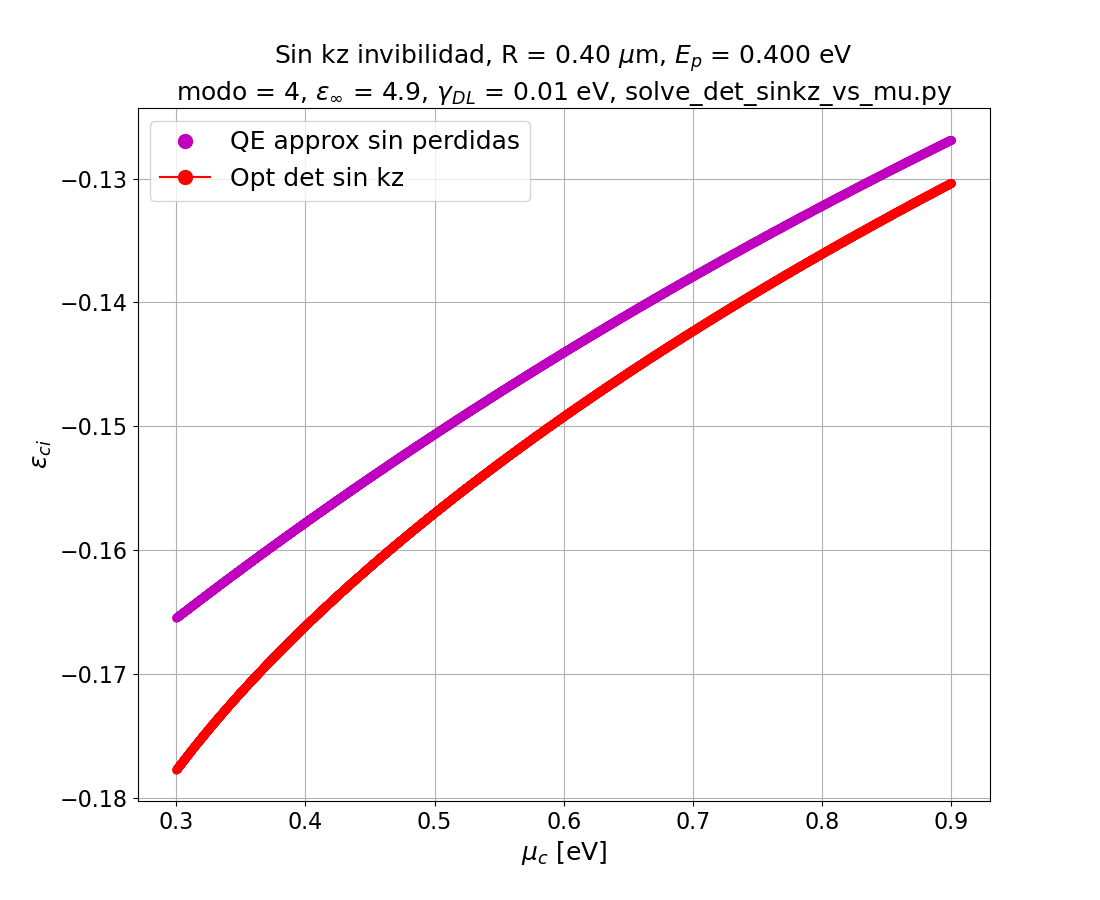 Sin kz invibilidad, R = 0.40 μm, E_p = 0.400 eV
modo = 4, ε_∞ = 4.9, γ_DL = 0.01 eV, solve_det_sinkz_vs_mu.py
QE approx sin perdidas
Opt det sin kz
−0.13
−0.14
−0.15
−0.16
−0.17
−0.18
ε_ci
0.3 0.4 0.5 0.6 0.7 0.8 0.9
μ_c [eV]